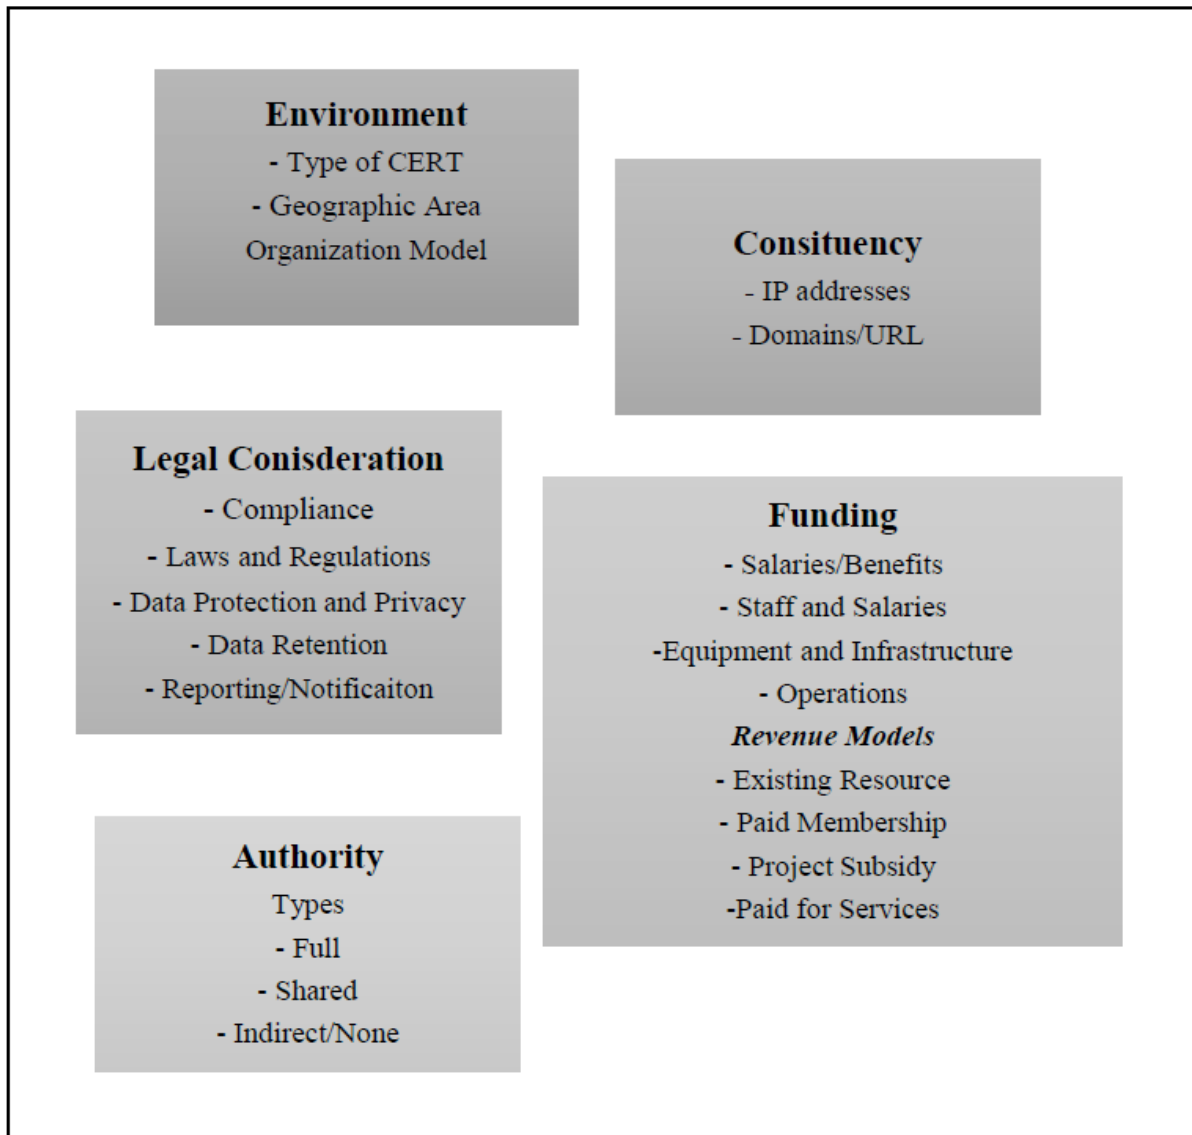 Environment
- Type of CERT
- Geographic Area
Organization Model
Consituency
- IP addresses
- Domains/URL
Legal Conisderation
- Compliance
- Laws and Regulations
- Data Protection and Privacy
- Data Retention
- Reporting/Notificaiton
Funding
- Salaries/Benefits
- Staff and Salaries
-Equipment and Infrastructure
- Operations
Revenue Models
- Existing Resource
- Paid Membership
- Project Subsidy
-Paid for Services
Authority
Types
- Full
- Shared
- Indirect/None